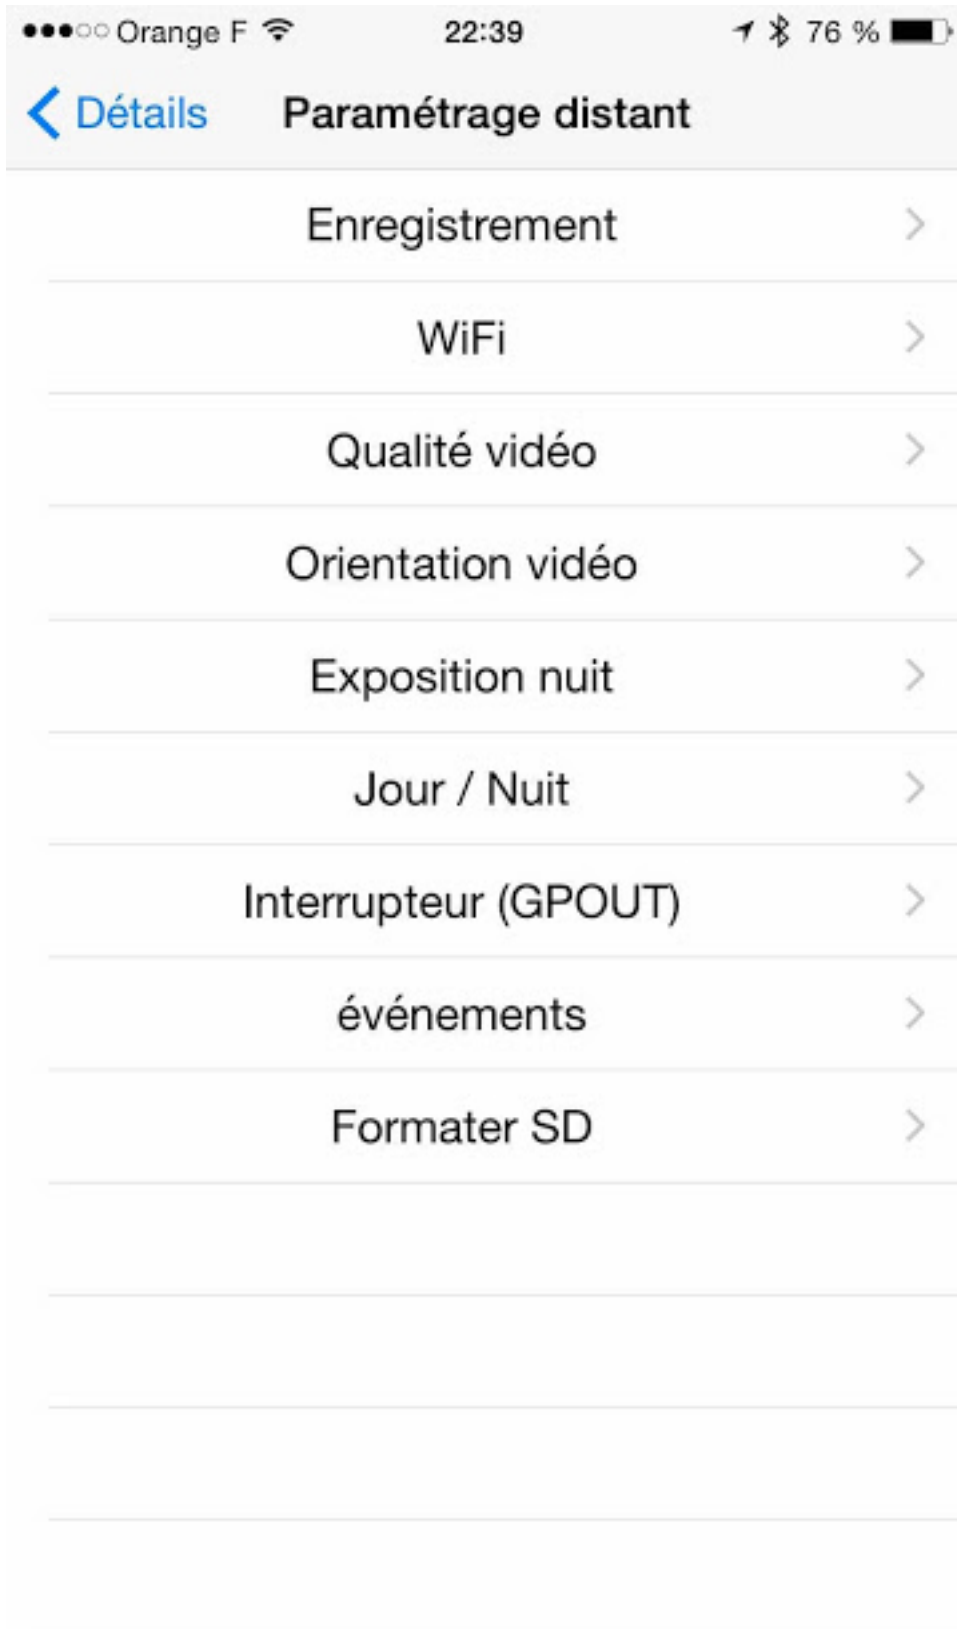 Orange F 22:39 76 %
Détails Paramétrage distant
Enregistrement
WiFi
Qualité vidéo
Orientation vidéo
Exposition nuit
Jour / Nuit
Interrupteur (GPOUT)
événements
Formater SD